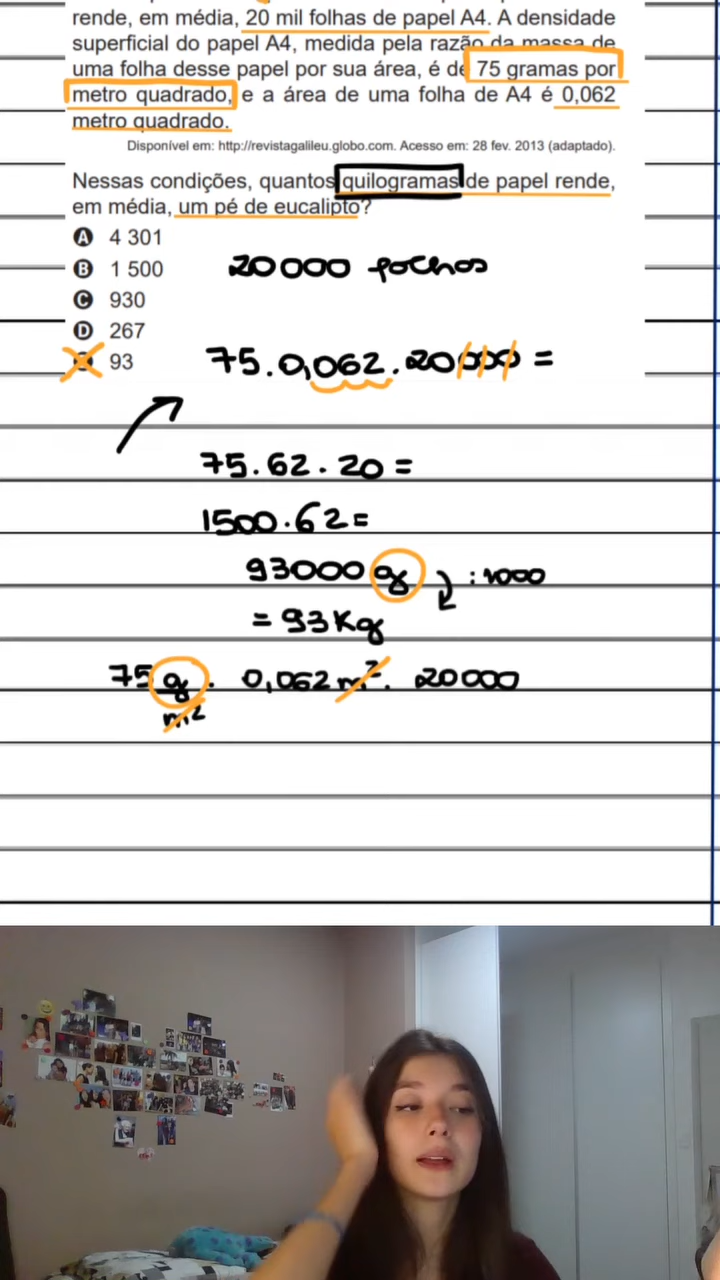 rende, em média, 20 mil folhas de papel A4. A densidade
superficial do papel A4, medida pela razão da massa de
uma folha desse papel por sua área, é de 75 gramas por
metro quadrado, e a área de uma folha de A4 é 0,062
metro quadrado.
Disponível em: http://revistagalileu.globo.com. Acesso em: 28 fev. 2013 (adaptado).
Nessas condições, quantos quilogramas de papel rende,
em média, um pé de eucalipto?
A 4 301
B 1 500
C 930
D 267
93
20000 folhas
75.0,062.20000 =
75.62.20=
1500.62=
93000 g :1000
= 93Kg
75 g . 0,062 m². 20000
m²